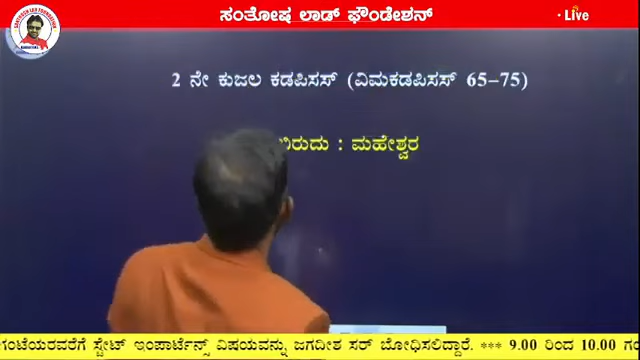 ಸಂತೋಷ ಲಾಡ್ ಫೌಂಡೇಶನ್
Live
2 ನೇ ಕುಜಲ ಕಡಪಿಸಸ್ (ವಿಮಕಡಪಿಸಸ್ 65-75)
ಬಿರುದು : ಮಹೇಶ್ವರ
ಗಂಟೆಯರವರೆಗೆ ಸ್ಟೇಟ್ ಇಂಪಾರ್ಟೆನ್ಸ್ ವಿಷಯವನ್ನು ಜಗದೀಶ ಸರ್ ಬೋಧಿಸಲಿದ್ದಾರೆ. *** 9.00 ರಿಂದ 10.00